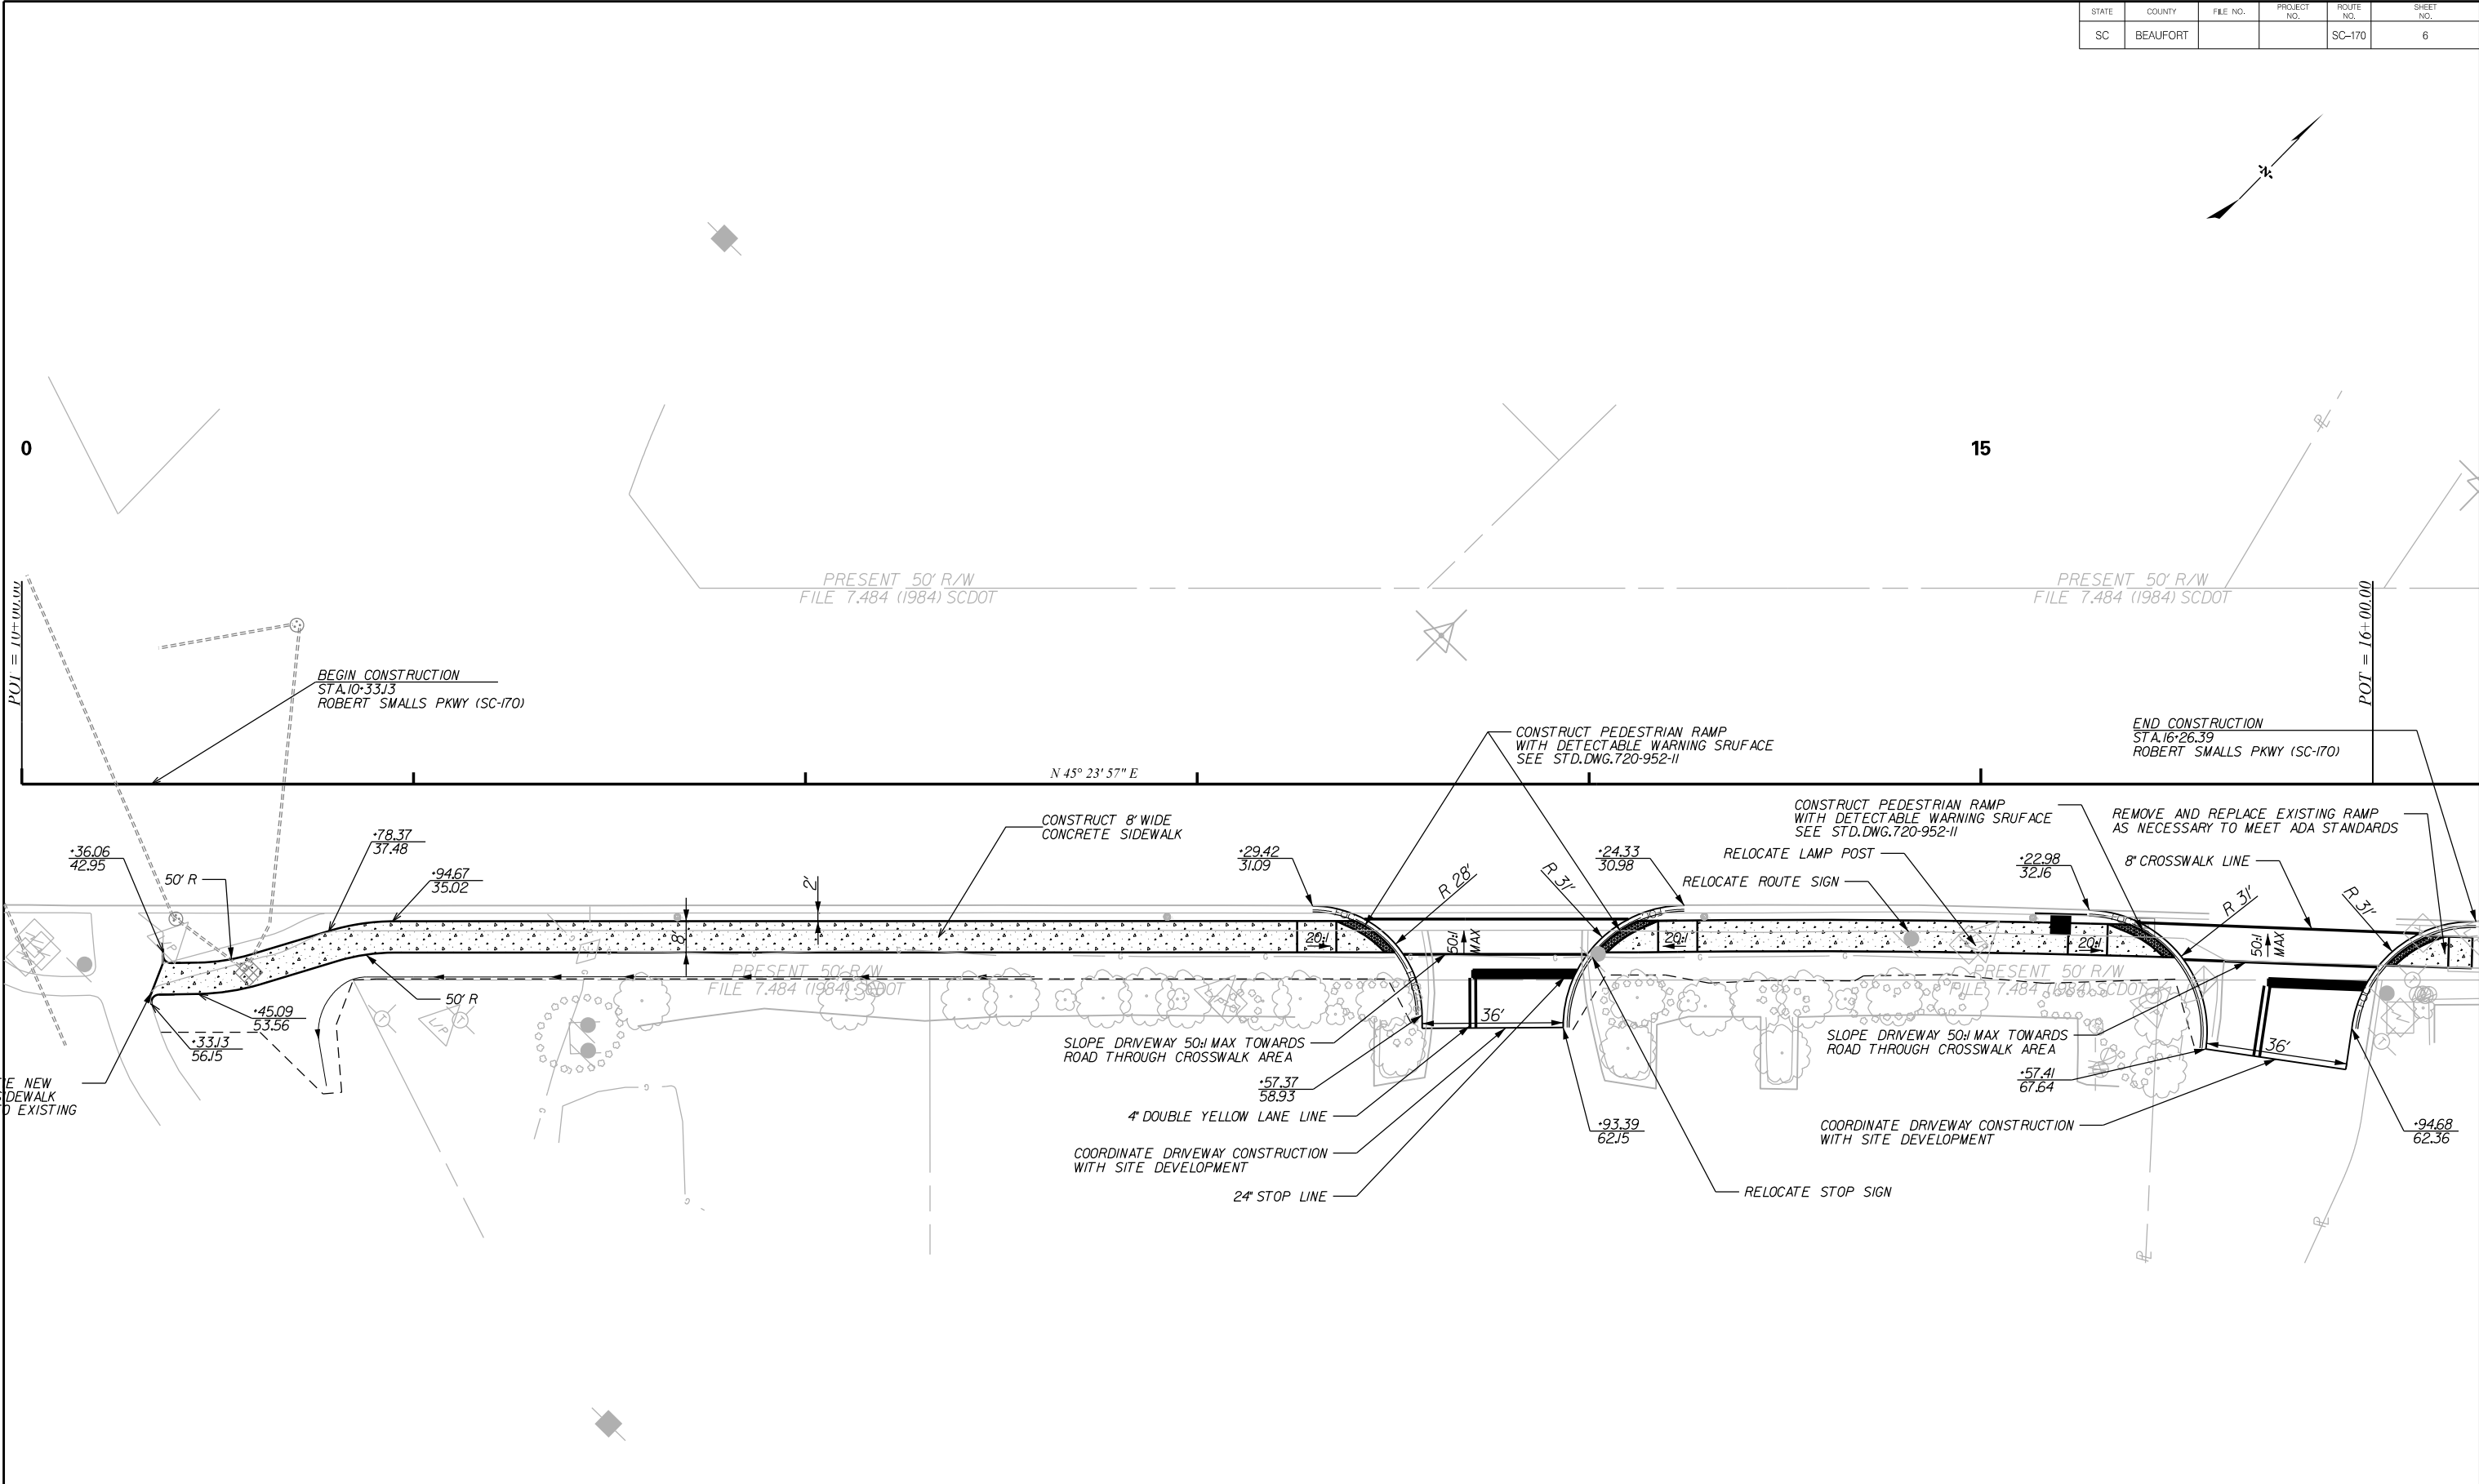 STATE COUNTY FILE NO. PROJECT NO. ROUTE NO. SHEET NO.
SC BEAUFORT SC-170 6
N
0
15
PRESENT 50' R/W
FILE 7.484 (1984) SCDOT
PRESENT 50' R/W
FILE 7.484 (1984) SCDOT
POT = 10+00.00
POT = 16+00.00
BEGIN CONSTRUCTION
STA.10+33.13
ROBERT SMALLS PKWY (SC-170)
CONSTRUCT PEDESTRIAN RAMP
WITH DETECTABLE WARNING SRUFACE
SEE STD.DWG.720-952-11
END CONSTRUCTION
STA.16+26.39
ROBERT SMALLS PKWY (SC-170)
N 45° 23' 57" E
CONSTRUCT 8' WIDE
CONCRETE SIDEWALK
CONSTRUCT PEDESTRIAN RAMP
WITH DETECTABLE WARNING SRUFACE
SEE STD.DWG.720-952-11
REMOVE AND REPLACE EXISTING RAMP
AS NECESSARY TO MEET ADA STANDARDS
+36.06
42.95
+78.37
37.48
50' R
+94.67
35.02
2'
8'
+29.42
31.09
R 28'
R 31'
+24.33
30.98
RELOCATE LAMP POST
RELOCATE ROUTE SIGN
+22.98
32.16
8" CROSSWALK LINE
R 31'
R 31'
20:1
50:1
MAX
20:1
20:1
50:1
MAX
PRESENT 50' R/W
FILE 7.484 (1984) SCDOT
PRESENT 50' R/W
FILE 7.484 (1984) SCDOT
50' R
+45.09
53.56
+33.13
56.15
36'
36'
SLOPE DRIVEWAY 50:1 MAX TOWARDS
ROAD THROUGH CROSSWALK AREA
SLOPE DRIVEWAY 50:1 MAX TOWARDS
ROAD THROUGH CROSSWALK AREA
E NEW
SIDEWALK
O EXISTING
+57.37
58.93
+57.41
67.64
4" DOUBLE YELLOW LANE LINE
+93.39
62.15
COORDINATE DRIVEWAY CONSTRUCTION
WITH SITE DEVELOPMENT
+94.68
62.36
COORDINATE DRIVEWAY CONSTRUCTION
WITH SITE DEVELOPMENT
24" STOP LINE
RELOCATE STOP SIGN